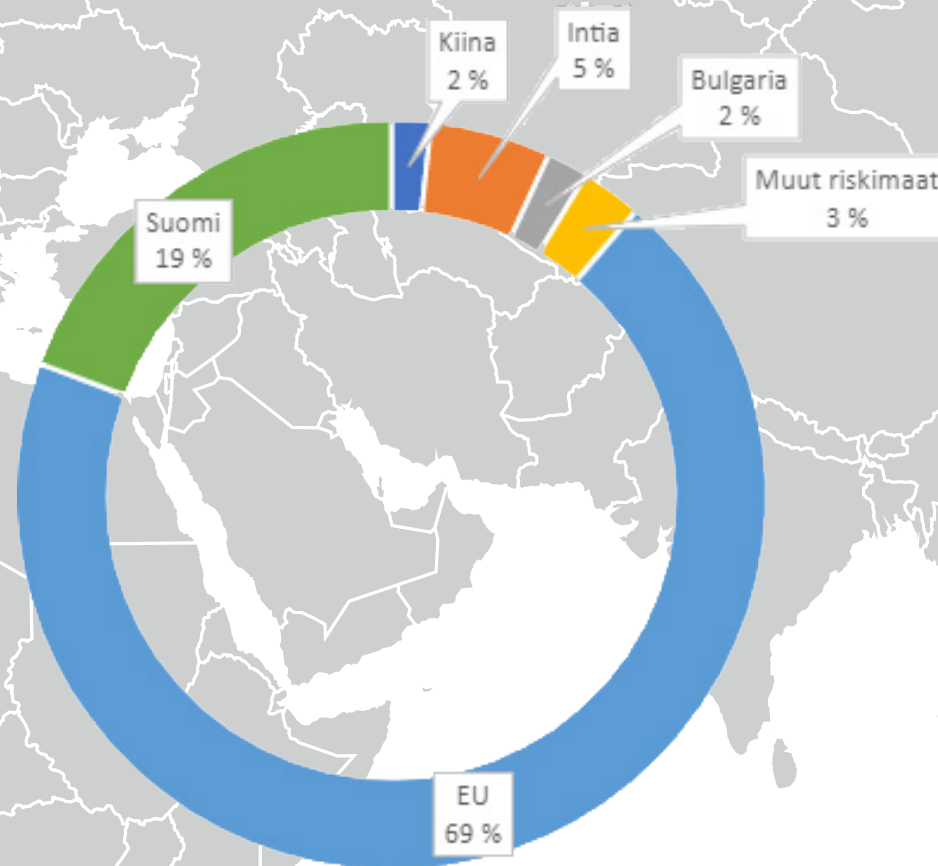 Kiina
2 %
Intia
5 %
Bulgaria
2 %
Muut riskimaat
3 %
Suomi
19 %
EU
69 %